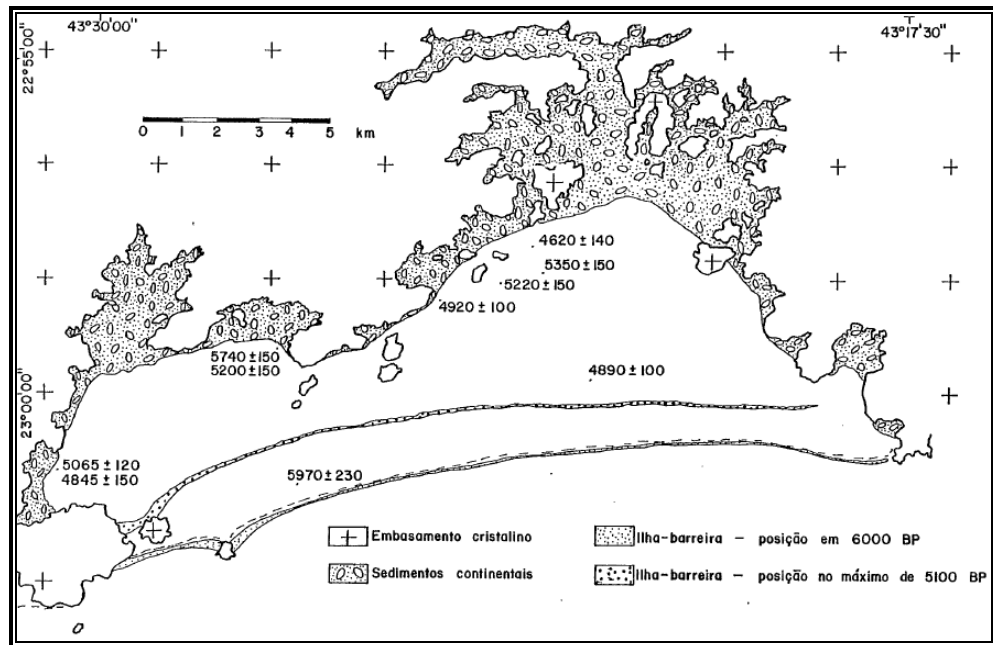 43°30'00"
43°17'30"
22°55'00"
0 1 2 3 4 5 km
4620 ± 140
5350 ± 150
5220 ± 150
4920 ± 100
5740 ± 150
5200 ± 150
4890 ± 100
23°00'00"
5065 ± 120
4845 ± 150
5970 ± 230
Embasamento cristalino
Ilha-barreira – posição em 6000 BP
Sedimentos continentais
Ilha-barreira – posição no máximo de 5100 BP